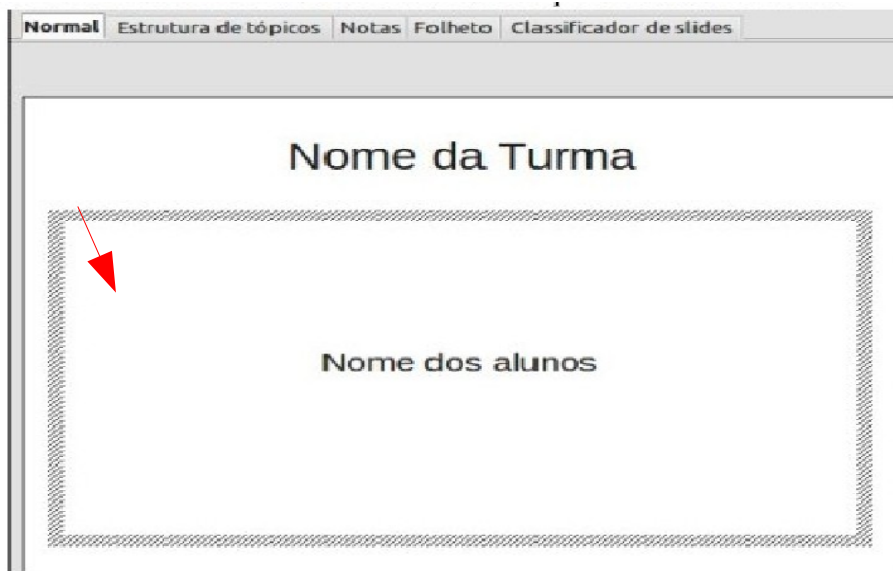 Normal Estrutura de tópicos Notas Folheto Classificador de slides
Nome da Turma
Nome dos alunos